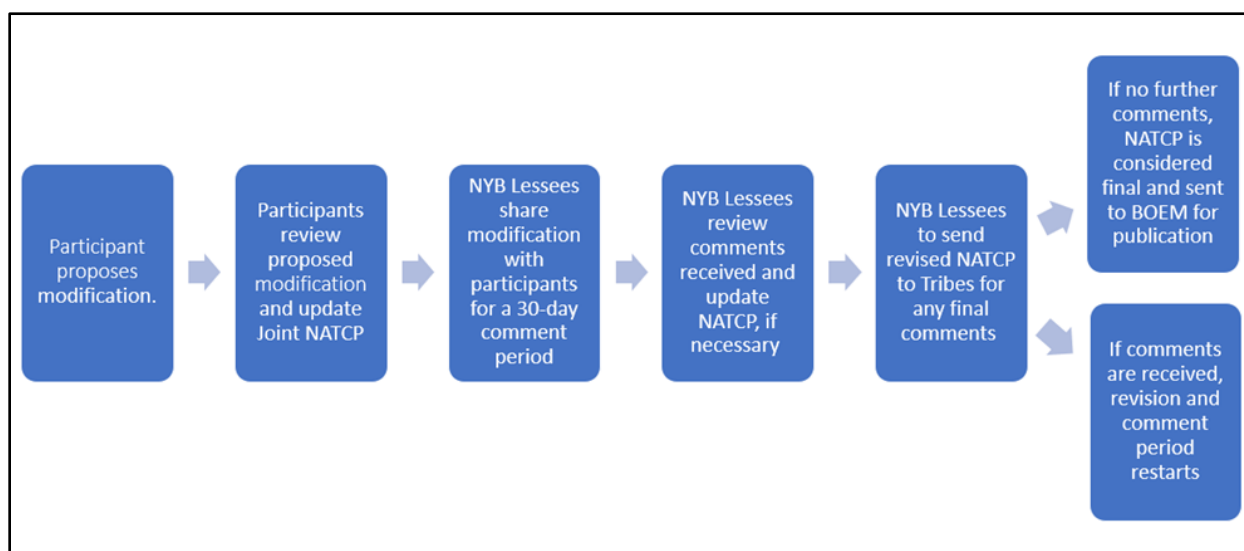 Participant
proposes
modification.
Participants
review
proposed
modification
and update
Joint NATCP
NYB Lessees
share
modification
with
participants
for a 30-day
comment
period
NYB Lessees
review
comments
received and
update
NATCP, if
necessary
NYB Lessees
to send
revised NATCP
to Tribes for
any final
comments
If no further
comments,
NATCP is
considered
final and sent
to BOEM for
publication
If comments
are received,
revision and
comment
period
restarts